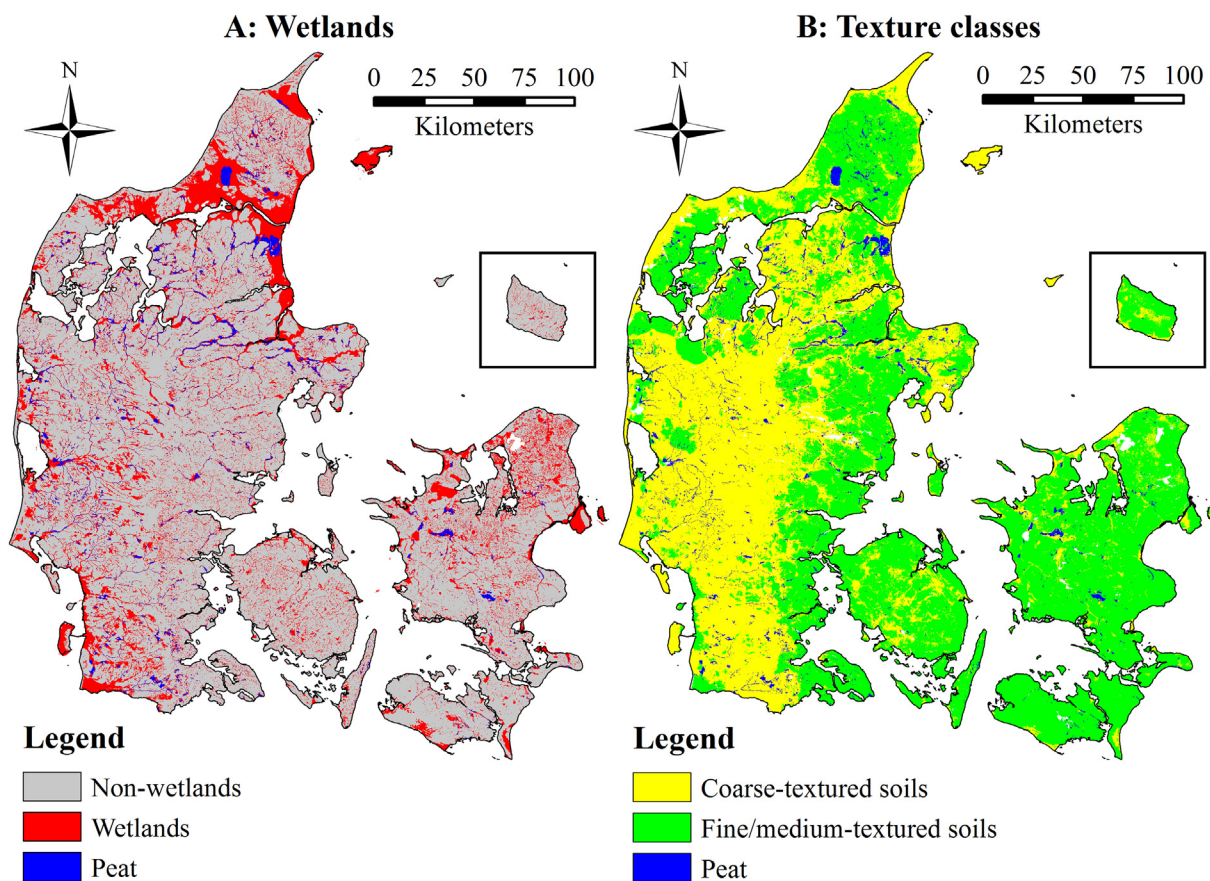 A: Wetlands
N
0 25 50 75 100
Kilometers
Legend
Non-wetlands
Wetlands
Peat
B: Texture classes
N
0 25 50 75 100
Kilometers
Legend
Coarse-textured soils
Fine/medium-textured soils
Peat